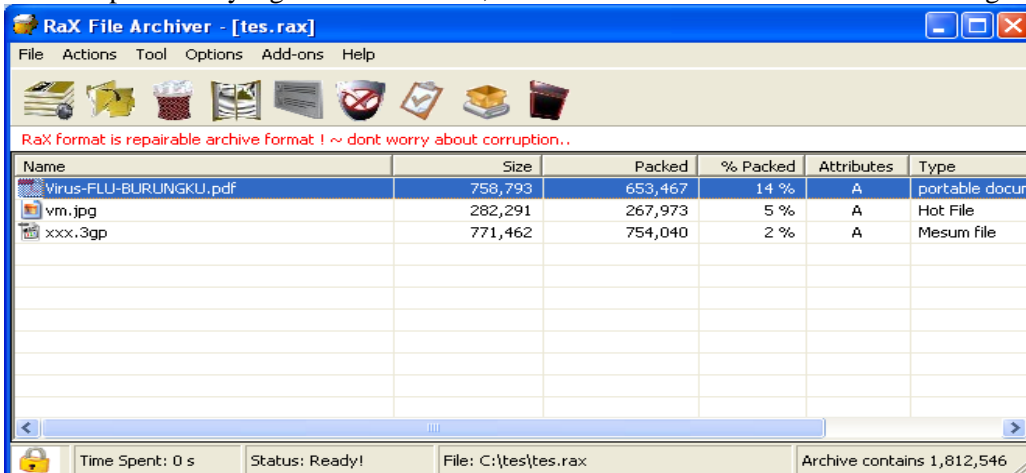 RaX File Archiver - [tes.rax]
File Actions Tool Options Add-ons Help
RaX format is repairable archive format ! ~ dont worry about corruption..
Name Size Packed % Packed Attributes Type
Virus-FLU-BURUNGKU.pdf 758,793 653,467 14 % A portable docur
vm.jpg 282,291 267,973 5 % A Hot File
xxx.3gp 771,462 754,040 2 % A Mesum file
Time Spent: 0 s Status: Ready! File: C:\tes\tes.rax Archive contains 1,812,546